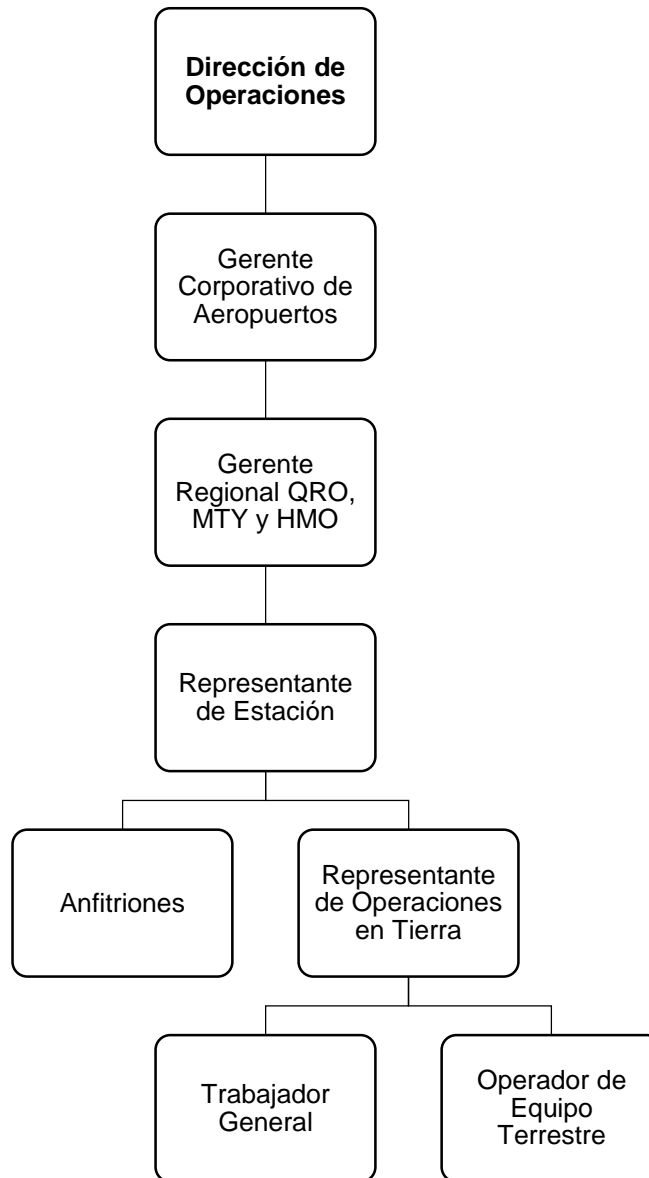 Dirección de
Operaciones
Gerente
Corporativo de
Aeropuertos
Gerente
Regional QRO,
MTY y HMO
Representante
de Estación
Anfitriones
Representante
de Operaciones
en Tierra
Trabajador
General
Operador de
Equipo
Terrestre